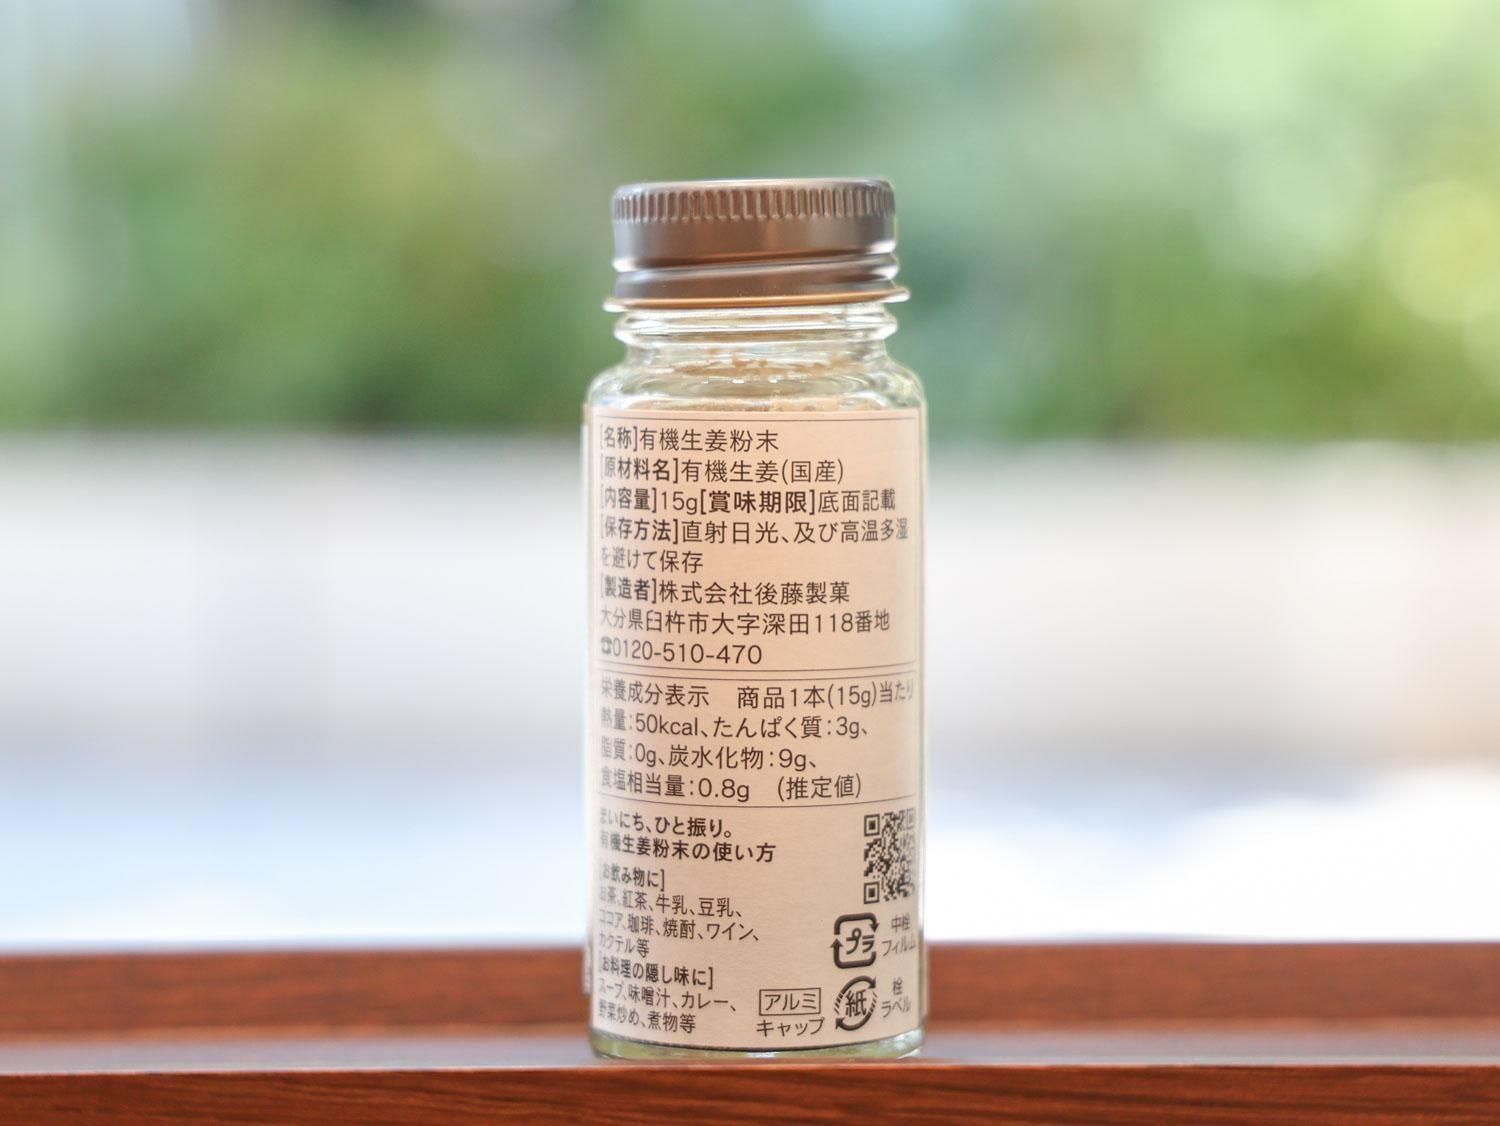 [名称]有機生姜粉末
[原材料名]有機生姜(国産)
[内容量]15g[賞味期限]底面記載
[保存方法]直射日光、及び高温多湿
を避けて保存
[製造者]株式会社後藤製菓
大分県臼杵市大字深田118番地
☎0120-510-470
栄養成分表示 商品1本(15g)当たり
熱量:50kcal、たんぱく質:3g、
脂質:0g、炭水化物:9g、
食塩相当量:0.8g (推定値)
まいにち、ひと振り。
有機生姜粉末の使い方
[お飲み物に]
お茶、紅茶、牛乳、豆乳、
ココア、珈琲、焼酎、ワイン、
カクテル等
[お料理の隠し味に]
スープ、味噌汁、カレー、
野菜炒め、煮物等
プラ
中栓
フィルム
アルミ
キャップ
紙
栓
ラベル